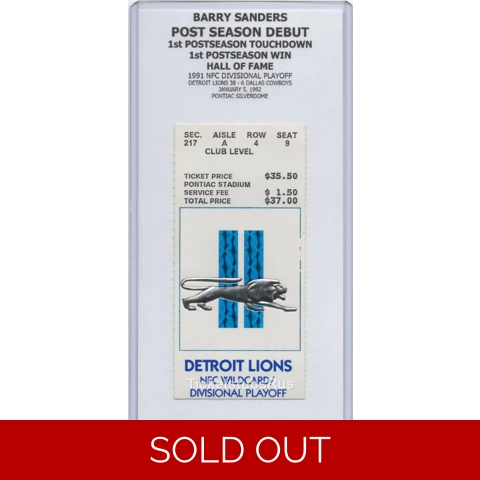 BARRY SANDERS
POST SEASON DEBUT
1st POSTSEASON TOUCHDOWN
1st POSTSEASON WIN
HALL OF FAME
1991 NFC DIVISIONAL PLAYOFF
DETROIT LIONS 38 - 6 DALLAS COWBOYS
JANUARY 5, 1992
PONTIAC SILVERDOME
SEC. AISLE ROW SEAT
217 A 4 9
CLUB LEVEL
TICKET PRICE $35.50
PONTIAC STADIUM
SERVICE FEE $ 1.50
TOTAL PRICE $37.00
DETROIT LIONS
NFC WILDCARD/
DIVISIONAL PLAYOFF
SOLD OUT